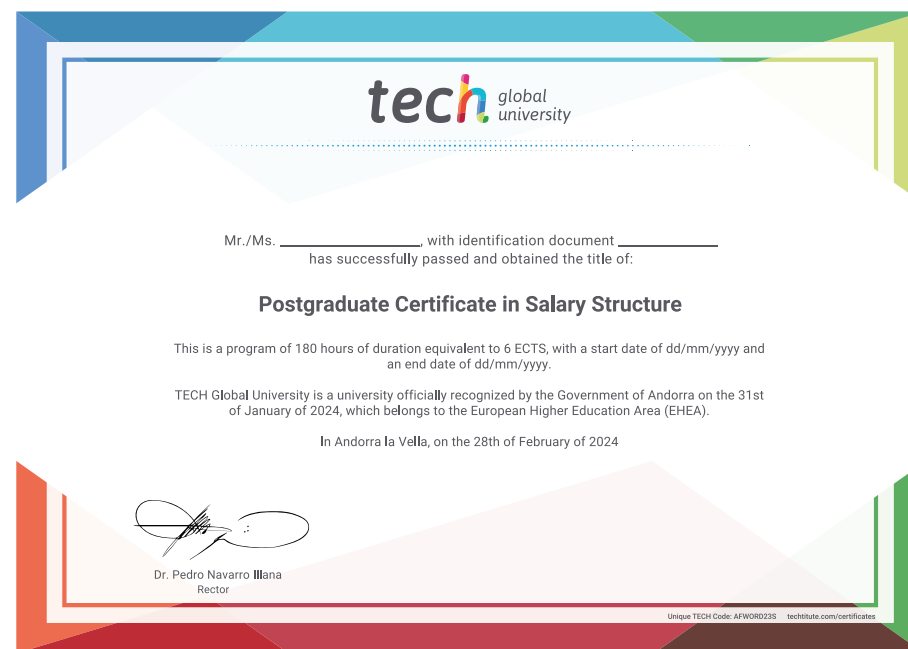 tech global
university
Mr./Ms. ____________, with identification document ____________
has successfully passed and obtained the title of:
Postgraduate Certificate in Salary Structure
This is a program of 180 hours of duration equivalent to 6 ECTS, with a start date of dd/mm/yyyy and
an end date of dd/mm/yyyy.
TECH Global University is a university officially recognized by the Government of Andorra on the 31st
of January of 2024, which belongs to the European Higher Education Area (EHEA).
In Andorra la Vella, on the 28th of February of 2024
Dr. Pedro Navarro Illana
Rector
Unique TECH Code: AFWORD23S techtitute.com/certificates